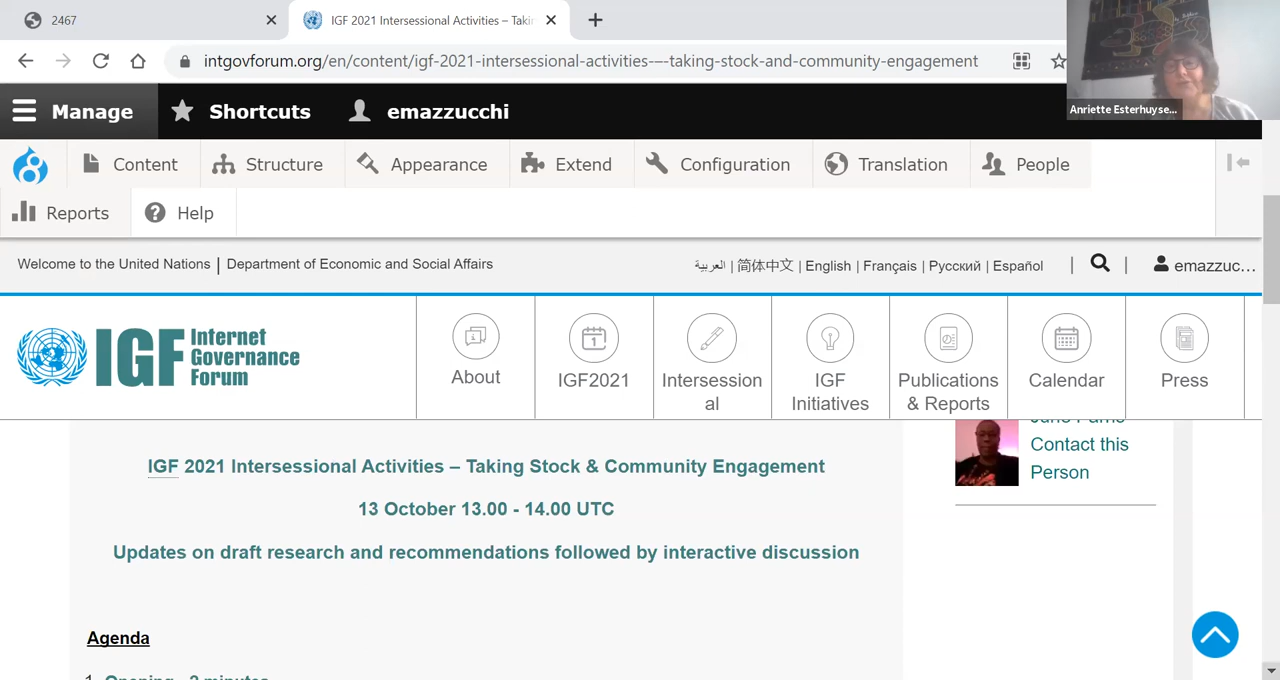 2467
IGF 2021 Intersessional Activities – Taki
intgovforum.org/en/content/igf-2021-intersessional-activities-–-taking-stock-and-community-engagement
Anriette Esterhuyse...
Manage Shortcuts emazzucchi
Content Structure Appearance Extend Configuration Translation People
Reports Help
Welcome to the United Nations | Department of Economic and Social Affairs
العربية | 简体中文 | English | Français | Русский | Español | | emazzuc...
IGF Internet
Governance
Forum
About
IGF2021
Intersession
al
IGF
Initiatives
Publications
& Reports
Calendar
Press
Contact this
Person
IGF 2021 Intersessional Activities – Taking Stock & Community Engagement
13 October 13.00 - 14.00 UTC
Updates on draft research and recommendations followed by interactive discussion
Agenda
1. Opening - 2 minutes